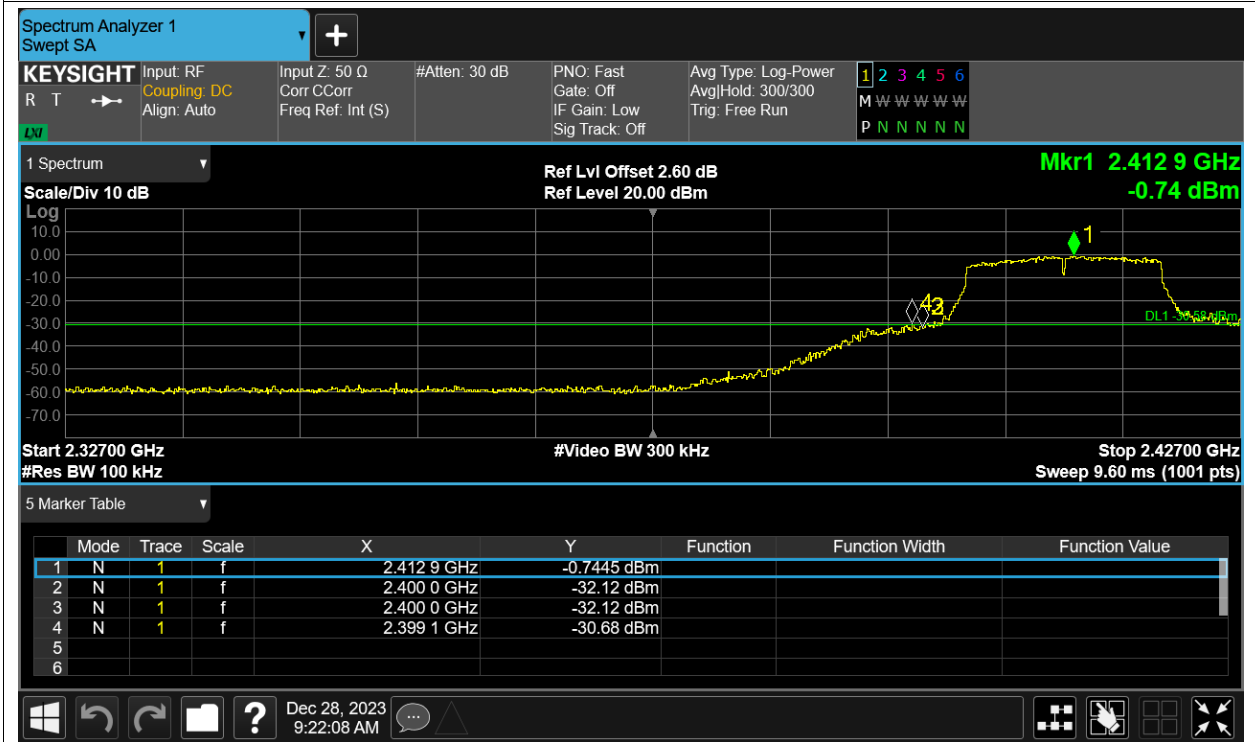 Spectrum Analyzer 1
Swept SA
+
KEYSIGHT Input: RF Input Z: 50 Ω #Atten: 30 dB PNO: Fast Avg Type: Log-Power 1 2 3 4 5 6
R T Coupling: DC Corr CCorr Gate: Off Avg|Hold: 300/300 M W W W W W
Align: Auto Freq Ref: Int (S) IF Gain: Low Trig: Free Run
LXI Sig Track: Off P N N N N N
1 Spectrum Ref Lvl Offset 2.60 dB Mkr1 2.412 9 GHz
Scale/Div 10 dB Ref Level 20.00 dBm -0.74 dBm
Log
10.0
1
0.00
-10.0
-20.0
4
-30.0
-40.0
-50.0
-60.0
-70.0
Start 2.32700 GHz #Video BW 300 kHz Stop 2.42700 GHz
#Res BW 100 kHz Sweep 9.60 ms (1001 pts)
5 Marker Table
Mode Trace Scale X Y Function Function Width Function Value
1 N 1 f 2.412 9 GHz -0.7445 dBm
2 N 1 f 2.400 0 GHz -32.12 dBm
3 N 1 f 2.400 0 GHz -32.12 dBm
4 N 1 f 2.399 1 GHz -30.68 dBm
5
6
? Dec 28, 2023
9:22:08 AM